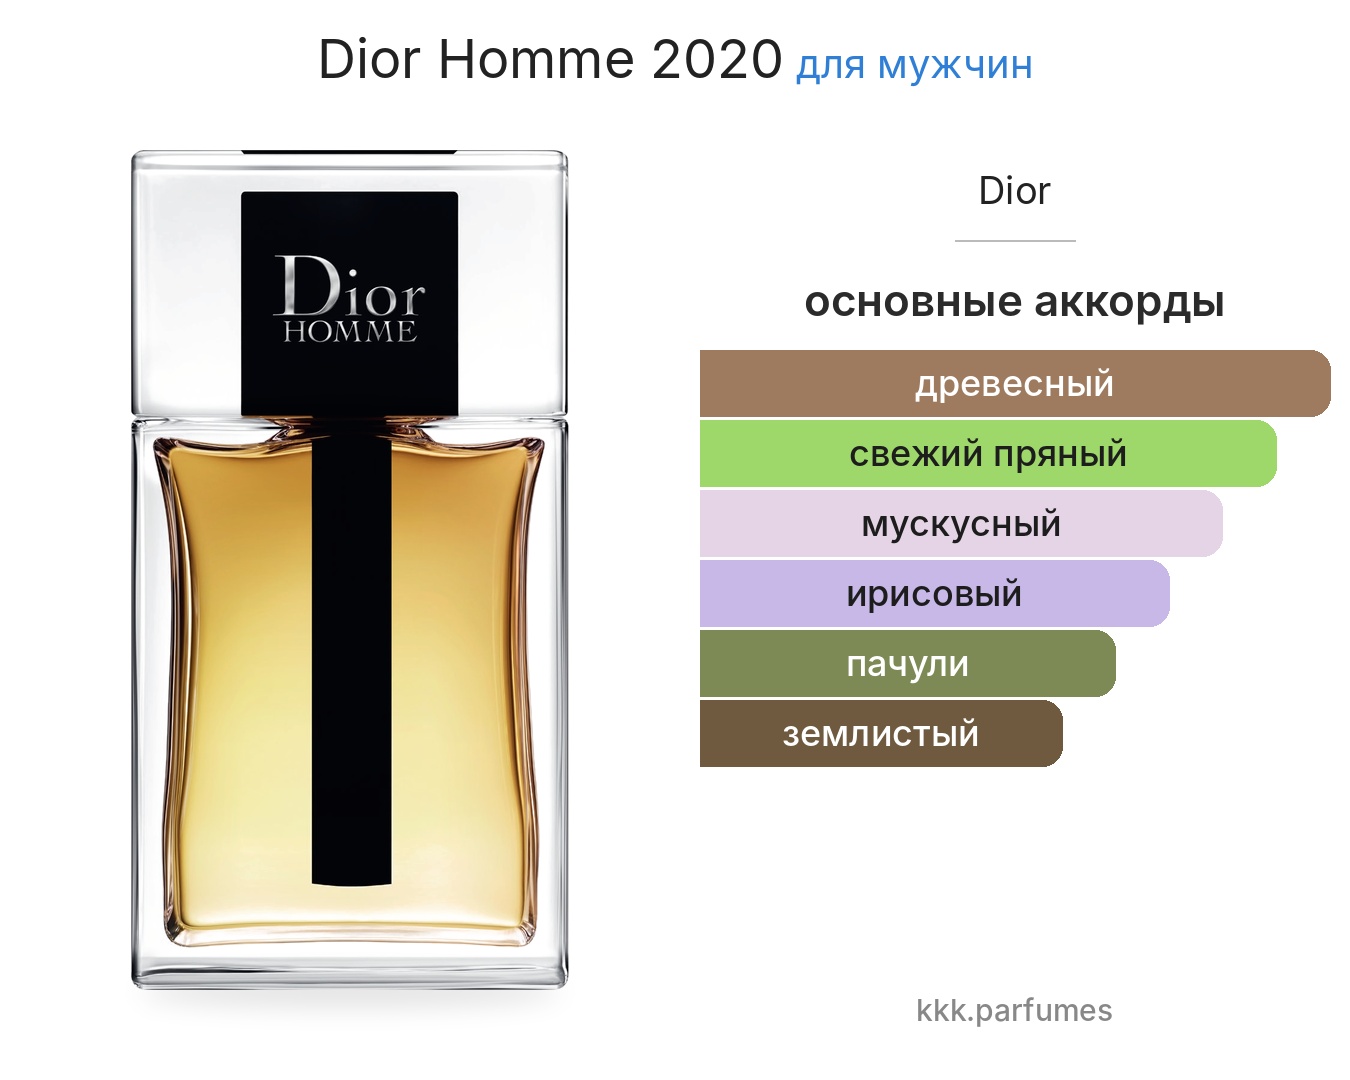 Dior Homme 2020 для мужчин
Dior
HOMME
Dior
основные аккорды
древесный
свежий пряный
мускусный
ирисовый
пачули
землистый
kkk.parfumes